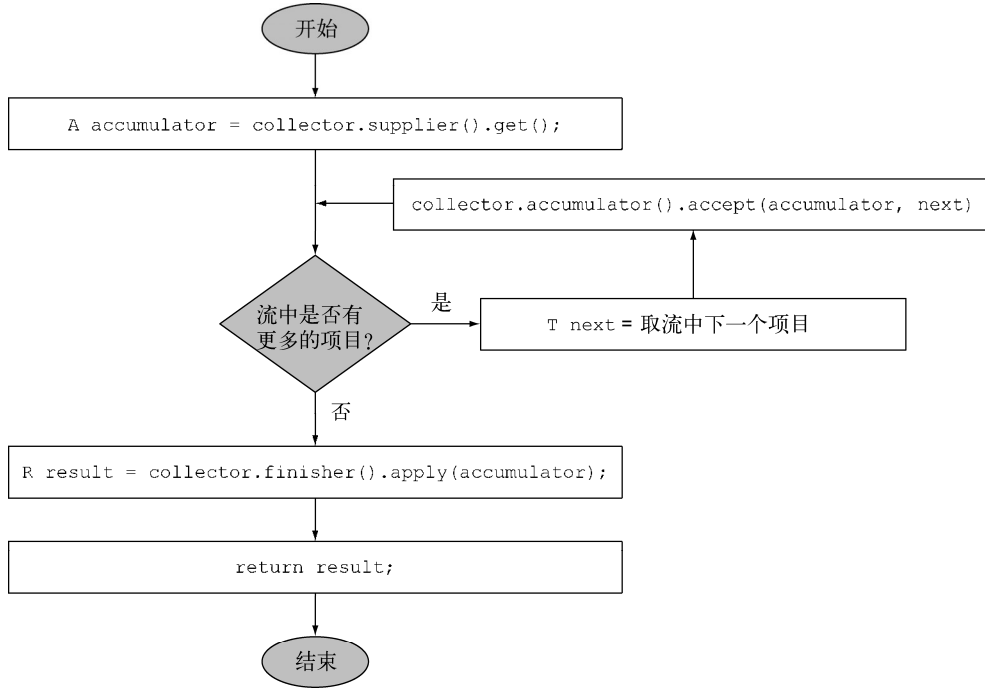 开始
A accumulator = collector.supplier().get();
collector.accumulator().accept(accumulator, next)
流中是否有
更多的项目?
是
T next = 取流中下一个项目
否
R result = collector.finisher().apply(accumulator);
return result;
结束